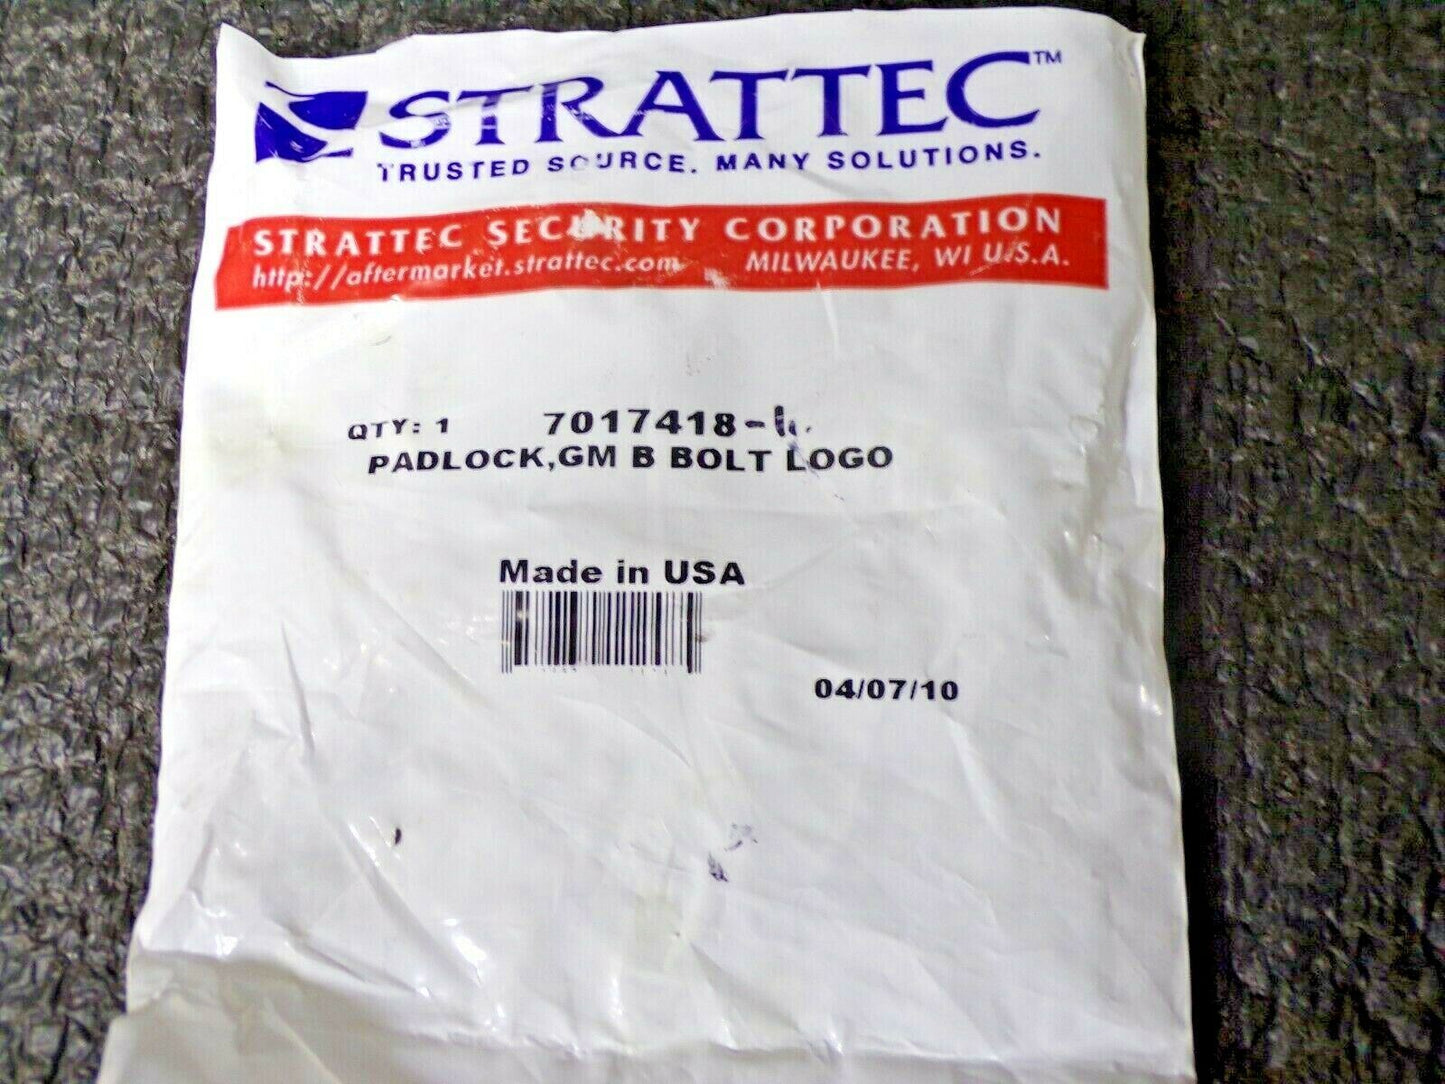 STRATTEC™
TRUSTED SOURCE. MANY SOLUTIONS.
STRATTEC SECURITY CORPORATION
http://aftermarket.strattec.com MILWAUKEE, WI U.S.A.
QTY: 1 7017418-
PADLOCK,GM B BOLT LOGO
Made in USA
04/07/10